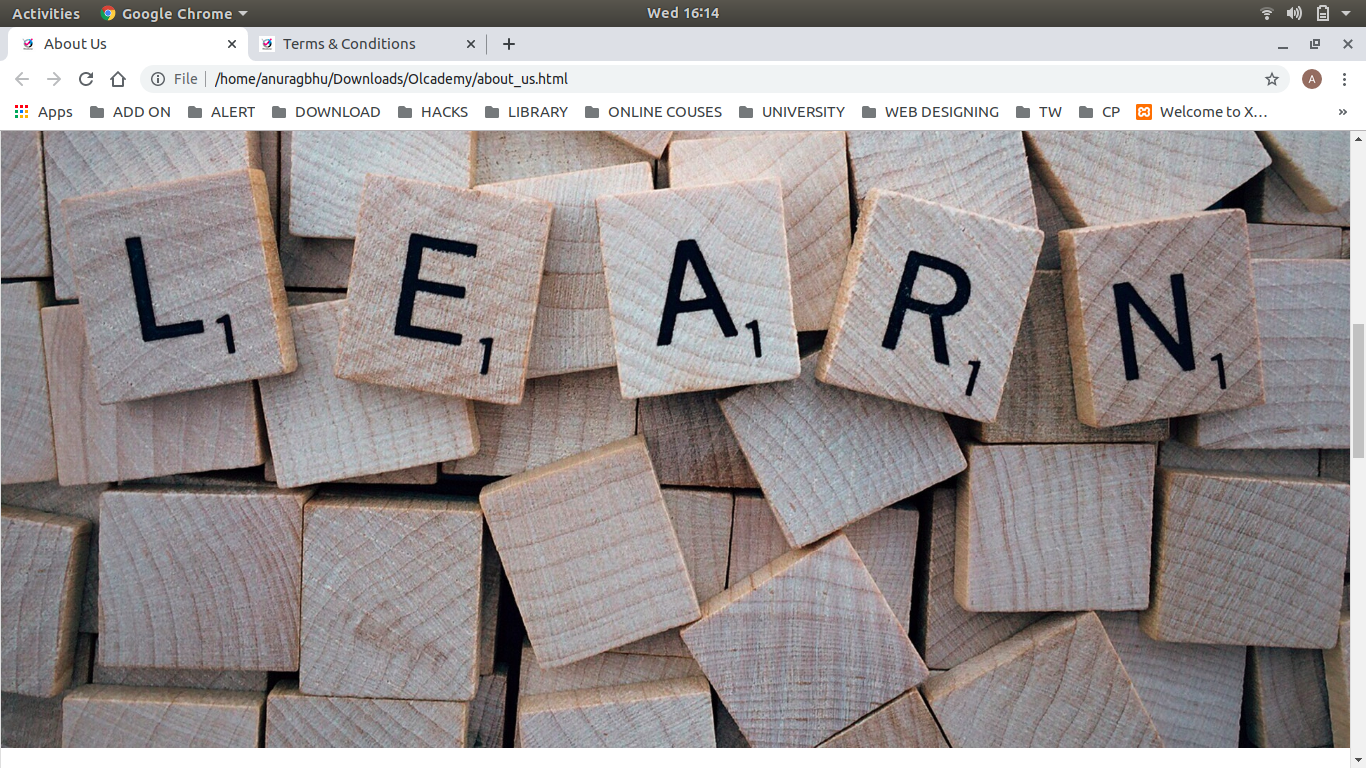 Activities Google Chrome Wed 16:14
About Us Terms & Conditions
File /home/anuragbhu/Downloads/Olcademy/about_us.html A
Apps ADD ON ALERT DOWNLOAD HACKS LIBRARY ONLINE COUSES UNIVERSITY WEB DESIGNING TW CP Welcome to X... »
L1 E1 A1 R1 N1